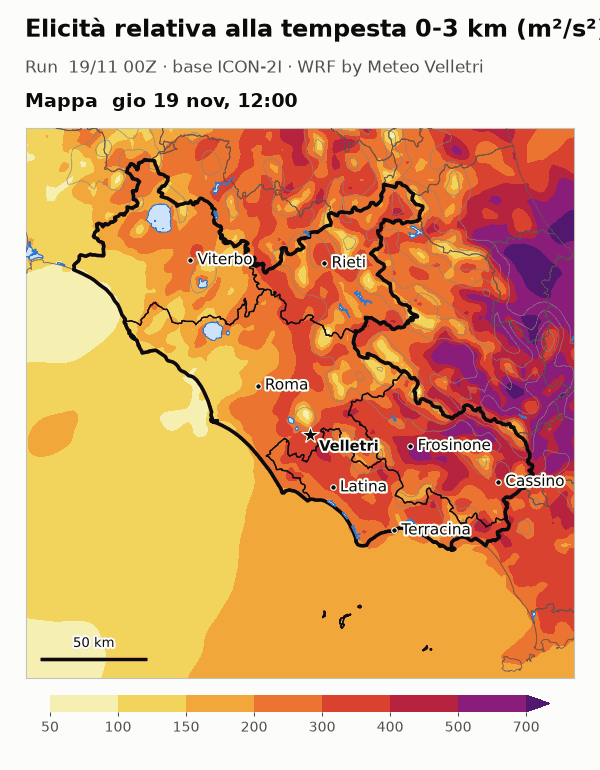 Elicità relativa alla tempesta 0-3 km (m²/s²)
Run 19/11 00Z · base ICON-2I · WRF by Meteo Velletri
Mappa gio 19 nov, 12:00
Viterbo
Rieti
Roma
Velletri
Frosinone
Cassino
Latina
Terracina
50 km
50 100 150 200 300 400 500 700